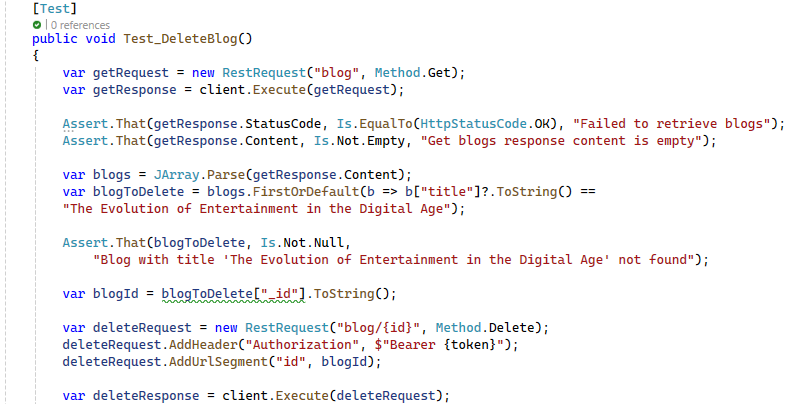 [Test]
| 0 references
public void Test_DeleteBlog()
{
var getRequest = new RestRequest("blog", Method.Get);
var getResponse = client.Execute(getRequest);
Assert.That(getResponse.StatusCode, Is.EqualTo(HttpStatusCode.OK), "Failed to retrieve blogs");
Assert.That(getResponse.Content, Is.Not.Empty, "Get blogs response content is empty");
var blogs = JArray.Parse(getResponse.Content);
var blogToDelete = blogs.FirstOrDefault(b => b["title"]?.ToString() ==
"The Evolution of Entertainment in the Digital Age");
Assert.That(blogToDelete, Is.Not.Null,
"Blog with title 'The Evolution of Entertainment in the Digital Age' not found");
var blogId = blogToDelete["_id"].ToString();
var deleteRequest = new RestRequest("blog/{id}", Method.Delete);
deleteRequest.AddHeader("Authorization", $"Bearer {token}");
deleteRequest.AddUrlSegment("id", blogId);
var deleteResponse = client.Execute(deleteRequest);